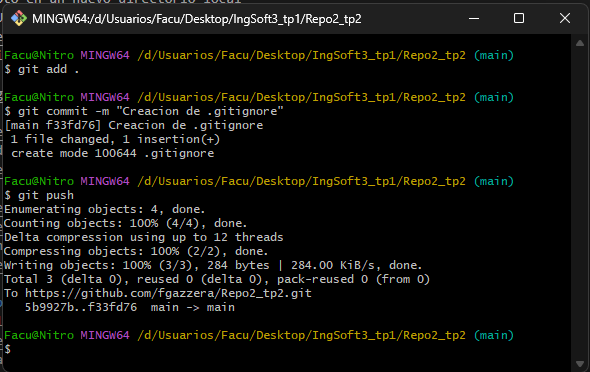 oto en un nuevo directorio local
MINGW64:/d/Usuarios/Facu/Desktop/IngSoft3_tp1/Repo2_tp2
Facu@Nitro MINGW64 /d/Usuarios/Facu/Desktop/IngSoft3_tp1/Repo2_tp2 (main)
$ git add .
Facu@Nitro MINGW64 /d/Usuarios/Facu/Desktop/IngSoft3_tp1/Repo2_tp2 (main)
$ git commit -m "Creacion de .gitignore"
[main f33fd76] Creacion de .gitignore
 1 file changed, 1 insertion(+)
 create mode 100644 .gitignore
Facu@Nitro MINGW64 /d/Usuarios/Facu/Desktop/IngSoft3_tp1/Repo2_tp2 (main)
$ git push
Enumerating objects: 4, done.
Counting objects: 100% (4/4), done.
Delta compression using up to 12 threads
Compressing objects: 100% (2/2), done.
Writing objects: 100% (3/3), 284 bytes | 284.00 KiB/s, done.
Total 3 (delta 0), reused 0 (delta 0), pack-reused 0 (from 0)
To https://github.com/fgazzera/Repo2_tp2.git
   5b9927b..f33fd76  main -> main
Facu@Nitro MINGW64 /d/Usuarios/Facu/Desktop/IngSoft3_tp1/Repo2_tp2 (main)
$